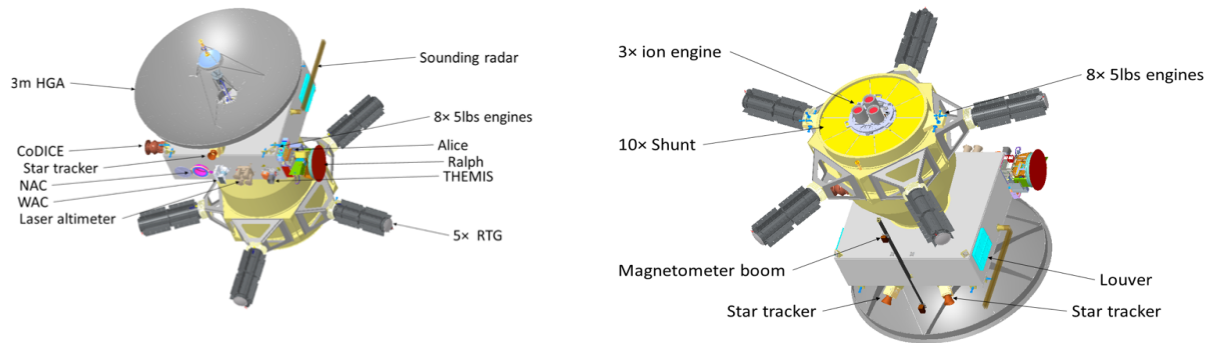 Sounding radar
3m HGA
8× 5lbs engines
CoDICE
Alice
Star tracker
Ralph
NAC
THEMIS
WAC
Laser altimeter
5× RTG
3× ion engine
8× 5lbs engines
10× Shunt
Magnetometer boom
Louver
Star tracker
Star tracker